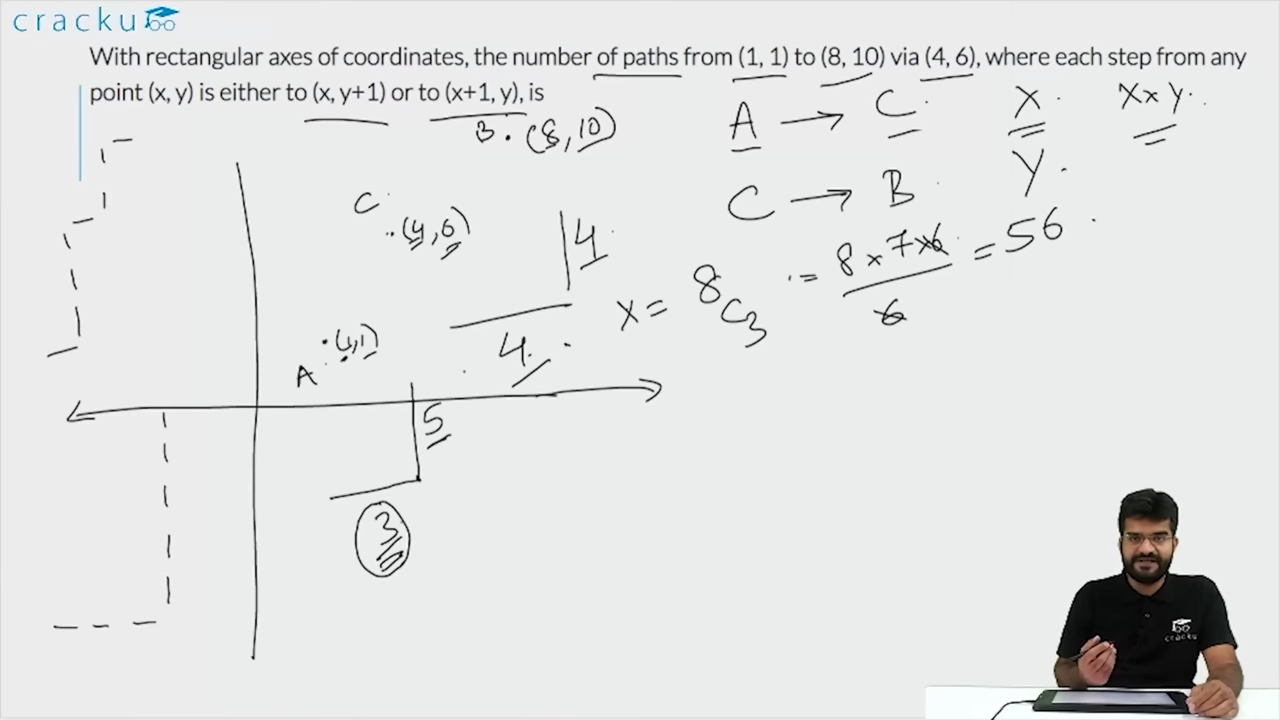 cracku
With rectangular axes of coordinates, the number of paths from (1, 1) to (8, 10) via (4, 6), where each step from any
point (x, y) is either to (x, y+1) or to (x+1, y), is
B. (8,10)
A → C X X x Y
C → B Y
C
(4,6)
4
4
X = 8C3 = 8 x 7 x 6 / 6 = 56
(1,1)
A
5
3
cracku